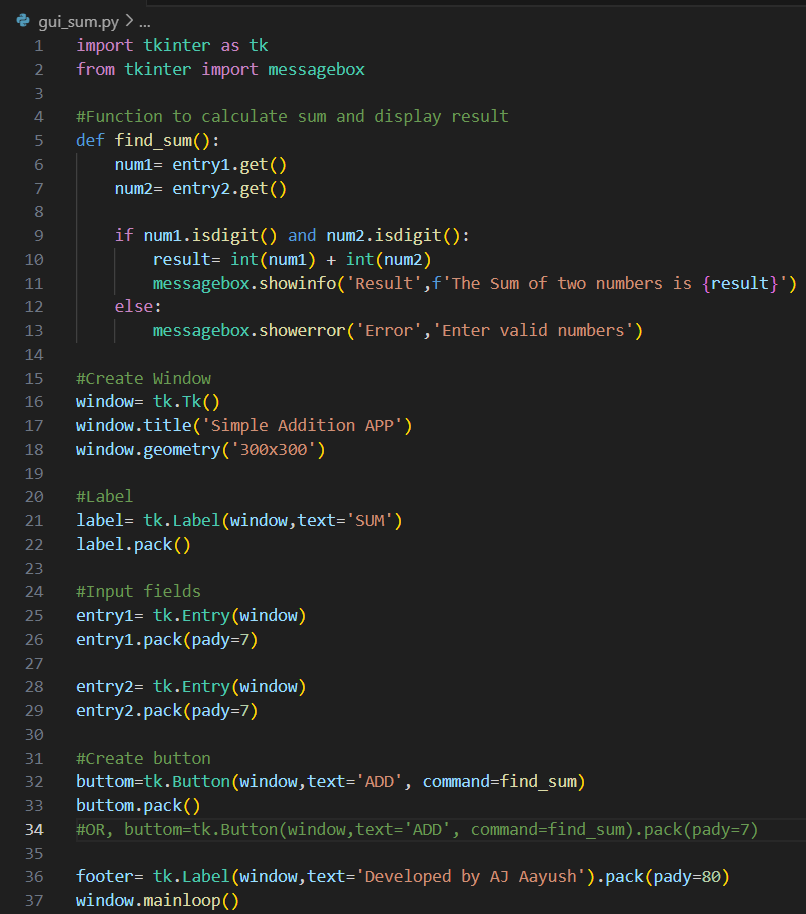 gui_sum.py > ...
1 import tkinter as tk
2 from tkinter import messagebox
3
4 #Function to calculate sum and display result
5 def find_sum():
6     num1= entry1.get()
7     num2= entry2.get()
8
9     if num1.isdigit() and num2.isdigit():
10         result= int(num1) + int(num2)
11         messagebox.showinfo('Result',f'The Sum of two numbers is {result}')
12     else:
13         messagebox.showerror('Error','Enter valid numbers')
14
15 #Create Window
16 window= tk.Tk()
17 window.title('Simple Addition APP')
18 window.geometry('300x300')
19
20 #Label
21 label= tk.Label(window,text='SUM')
22 label.pack()
23
24 #Input fields
25 entry1= tk.Entry(window)
26 entry1.pack(pady=7)
27
28 entry2= tk.Entry(window)
29 entry2.pack(pady=7)
30
31 #Create button
32 buttom=tk.Button(window,text='ADD', command=find_sum)
33 buttom.pack()
34 #OR, buttom=tk.Button(window,text='ADD', command=find_sum).pack(pady=7)
35
36 footer= tk.Label(window,text='Developed by AJ Aayush').pack(pady=80)
37 window.mainloop()